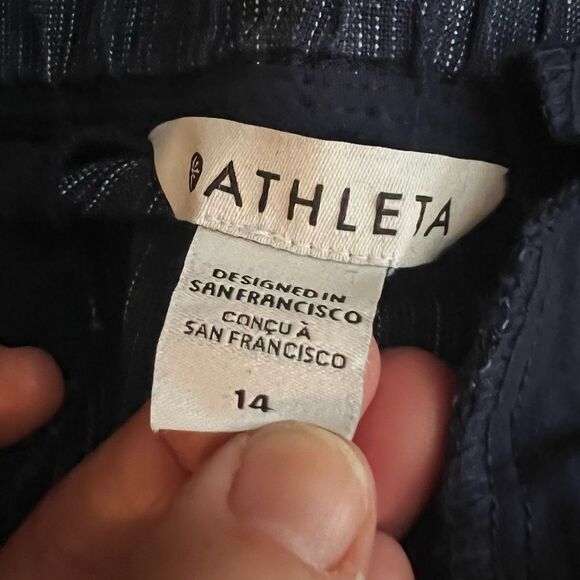 ATHLETA
DESIGNED IN
SAN FRANCISCO
CONÇU À
SAN FRANCISCO
14